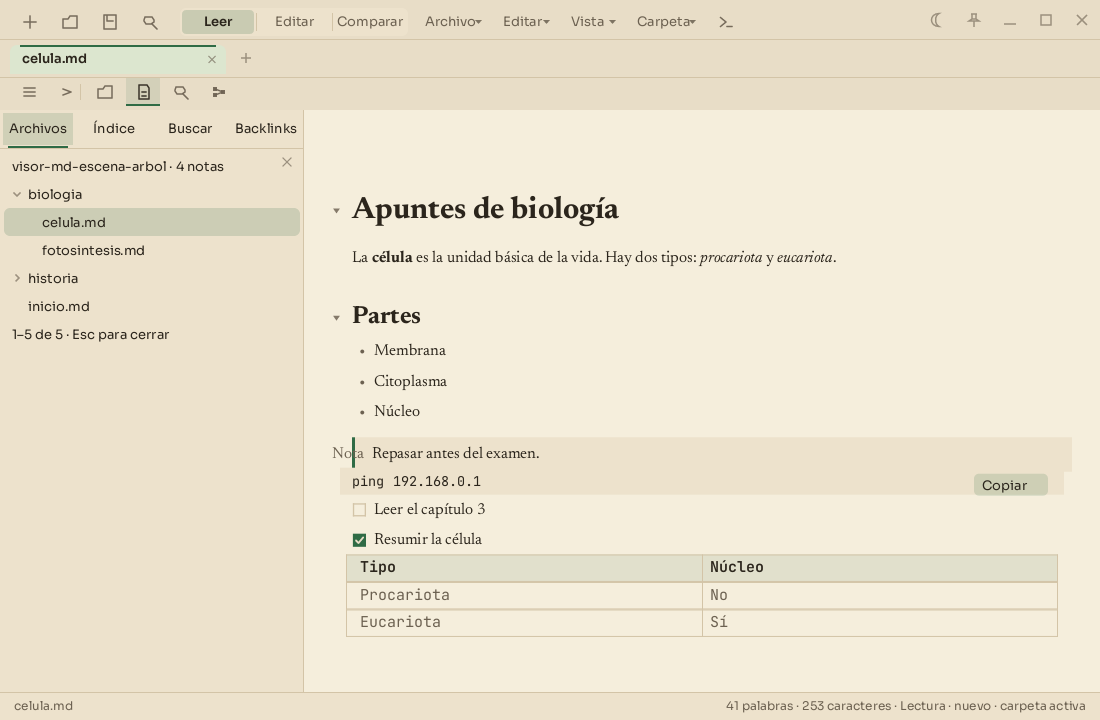 Leer Editar Comparar Archivo Editar Vista Carpeta
celula.md
Archivos Índice Buscar Backlinks
visor-md-escena-arbol · 4 notas
biologia
celula.md
fotosintesis.md
historia
inicio.md
1–5 de 5 · Esc para cerrar
Apuntes de biología
La célula es la unidad básica de la vida. Hay dos tipos: procariota y eucariota.
Partes
• Membrana
• Citoplasma
• Núcleo
Nota Repasar antes del examen.
ping 192.168.0.1 Copiar
Leer el capítulo 3
Resumir la célula
Tipo Núcleo
Procariota No
Eucariota Sí
celula.md 41 palabras · 253 caracteres · Lectura · nuevo · carpeta activa